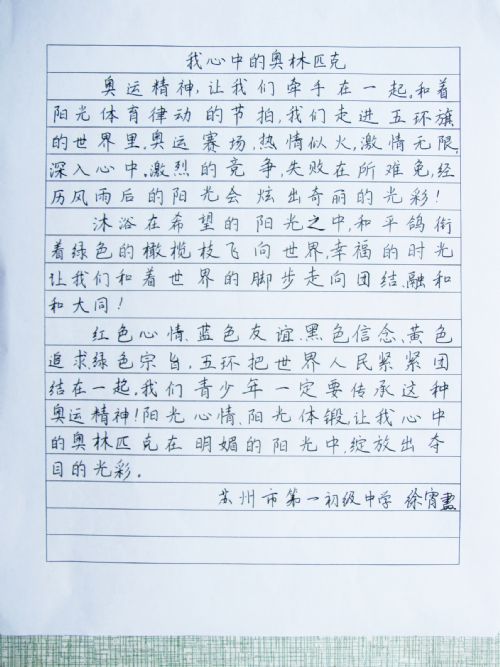 我心中的奥林匹克
奥运精神,让我们牵手在一起,和着
阳光体育律动的节拍,我们走进五环旗
的世界里,奥运赛场,热情似火,激情无限,
深入心中,激烈的竞争,失败在所难免,经
历风雨后的阳光会炫出奇丽的光彩!
沐浴在希望的阳光之中,和平鸽衔
着绿色的橄榄枝飞向世界,幸福的时光
让我们和着世界的脚步走向团结、融和
和大同!
红色心情、蓝色友谊、黑色信念、黄色
追求绿色宗旨,五环把世界人民紧紧团
结在一起,我们青少年一定要传承这种
奥运精神!阳光心情,阳光体锻,让我心中
的奥林匹克在明媚的阳光中,绽放出夺
目的光彩。
苏州市第一初级中学 徐宵